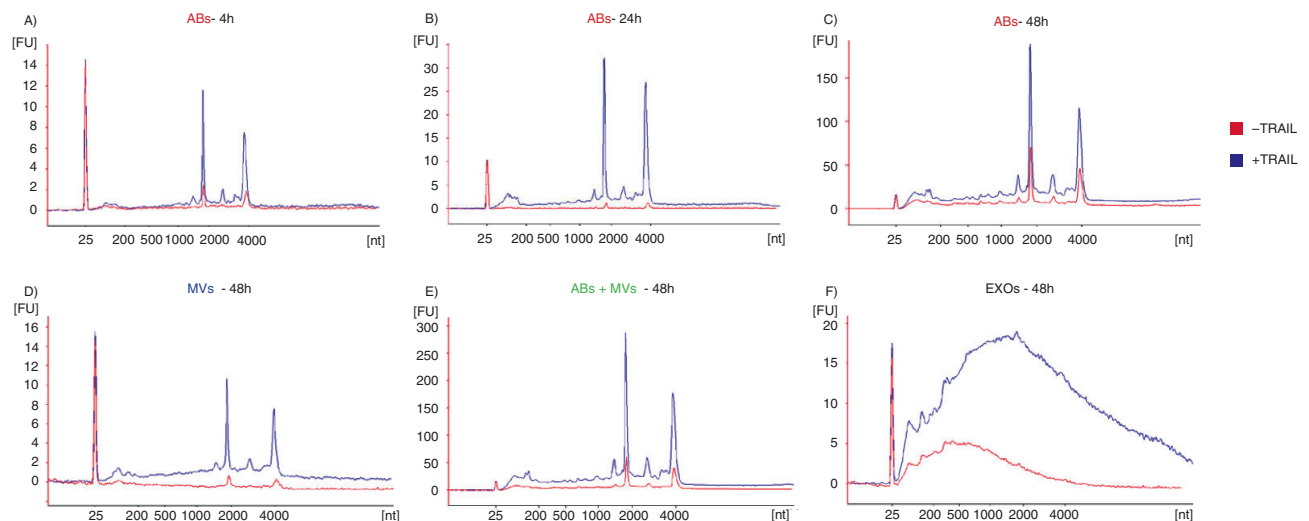 A) ABs- 4h
[FU]
14
12
10
8
6
4
2
0
25 200 500 1000 2000 4000 [nt]
B) ABs- 24h
[FU]
35
30
25
20
15
10
5
0
25 200 500 1000 2000 4000 [nt]
C) ABs- 48h
[FU]
150
100
50
0
25 200 500 1000 2000 4000 [nt]
–TRAIL
+TRAIL
D) MVs - 48h
[FU]
16
14
12
10
8
6
4
2
0
25 200 500 1000 2000 4000 [nt]
E) ABs + MVs - 48h
[FU]
300
250
200
150
100
50
0
25 200 500 1000 2000 4000 [nt]
F) EXOs - 48h
[FU]
20
15
10
5
0
25 200 500 1000 2000 4000 [nt]